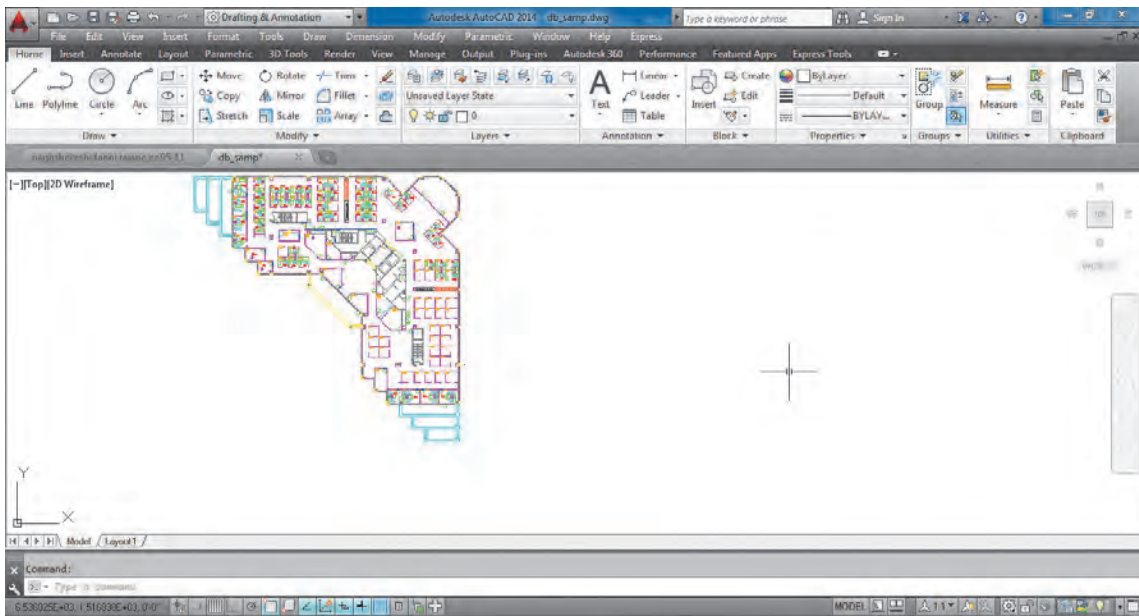 Drafting & Annotation
Autodesk AutoCAD 2014 db_samp.dwg
Type a keyword or phrase
Sign In
File Edit View Insert Format Tools Draw Dimension Modify Parametric Window Help Express
Home Insert Annotate Layout Parametric 3D Tools Render View Manage Output Plug-ins Autodesk 360 Performance Featured Apps Express Tools
Move Rotate Trim
Unsaved Layer State
Linear
Create
ByLayer
Line Polyline Circle Arc
Copy Mirror Fillet
Text
Leader
Insert
Edit
Default
Group
Measure
Paste
Stretch Scale Array
0
Table
BYLAY...
Draw Modify Layers Annotation Block Properties Groups Utilities Clipboard
db_samp*
[-][Top][2D Wireframe]
TOP
Y
X
Model Layout1
Command:
Type a command
MODEL